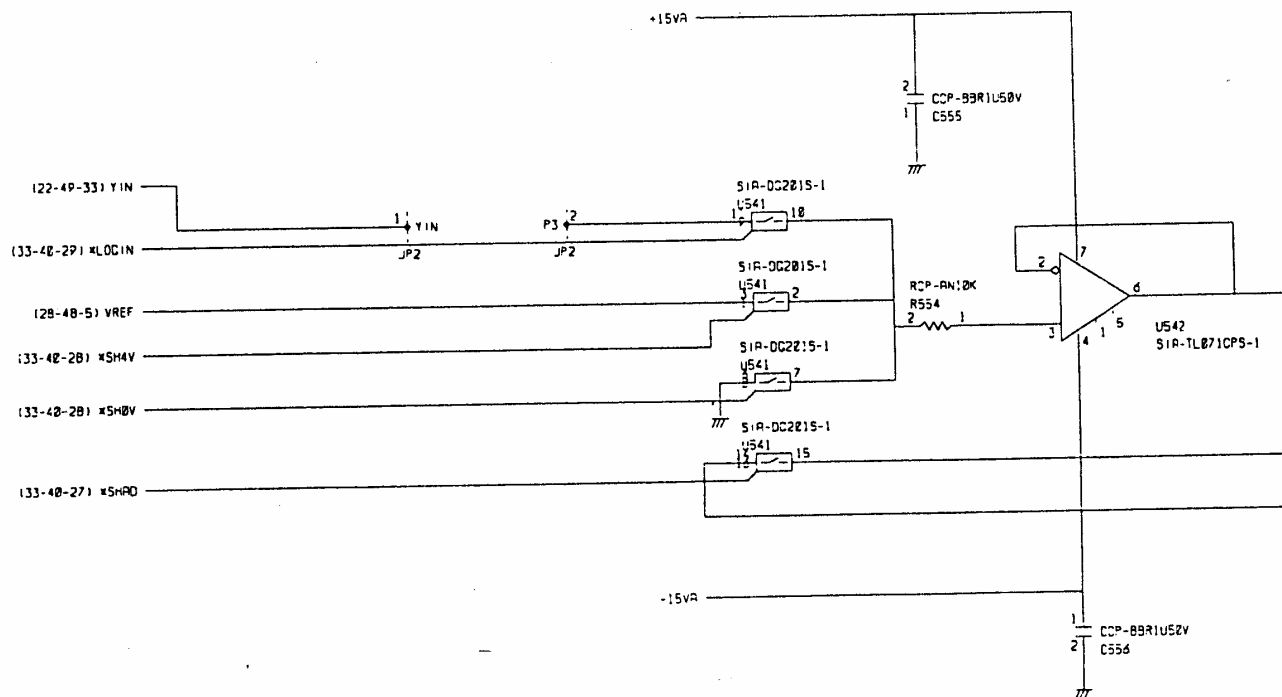 +15VA
2
1
CCP-BBR1U50V
C555
(22-49-33) YIN
1
YIN
JP2
P3
2
JP2
SIA-DG201S-1
U541
1
10
(33-40-29) *LOGIN
SIA-DG201S-1
U541
3
2
(28-48-5) VREF
(33-40-28) *SH4V
SIA-DG201S-1
U541
7
(33-40-28) *SH0V
SIA-DG201S-1
U541
15
(33-40-27) *SHAD
RCP-AN10K
R554
2
1
2
3
7
6
5
1
4
U542
SIA-TL071CPS-1
-15VA
1
2
CCP-BBR1U50V
C556